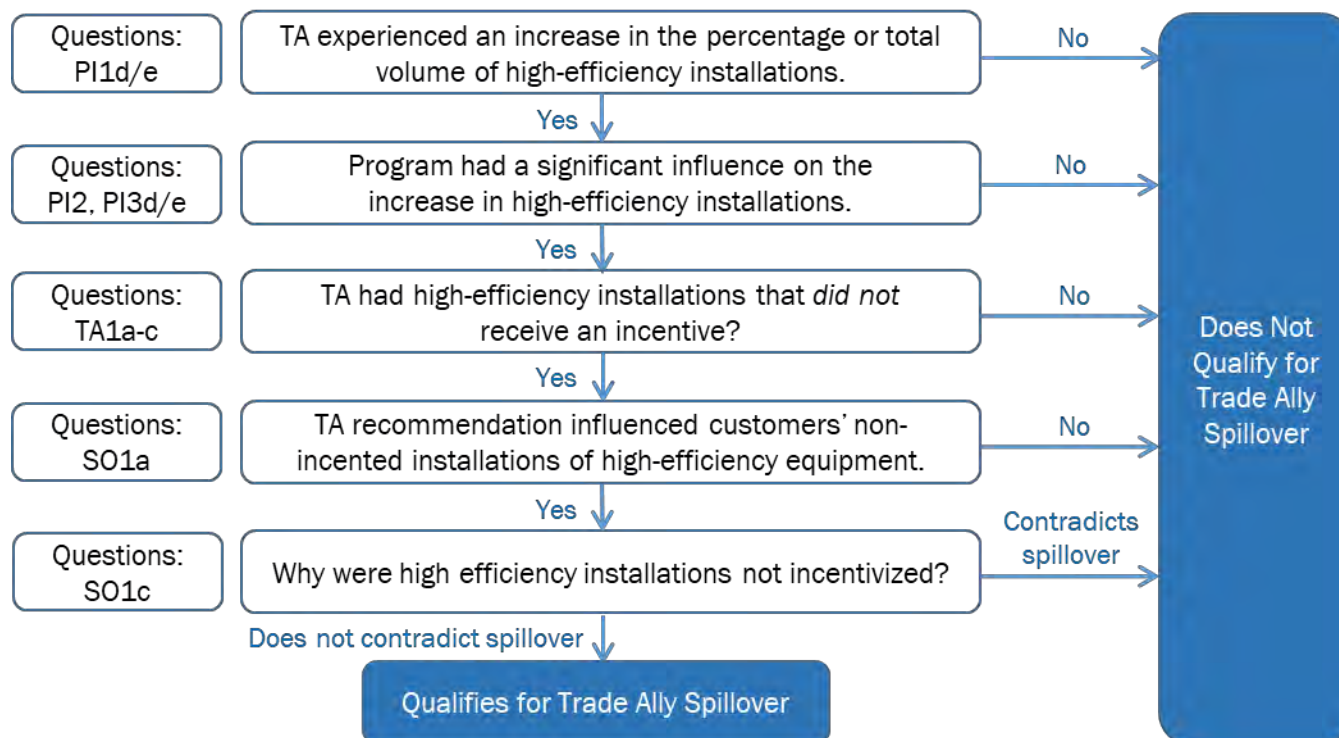 Questions:
PI1d/e
TA experienced an increase in the percentage or total
volume of high-efficiency installations.
No
Yes
Questions:
PI2, PI3d/e
Program had a significant influence on the
increase in high-efficiency installations.
No
Yes
Questions:
TA1a-c
TA had high-efficiency installations that did not
receive an incentive?
No
Yes
Questions:
SO1a
TA recommendation influenced customers’ non-
incented installations of high-efficiency equipment.
No
Yes
Questions:
SO1c
Why were high efficiency installations not incentivized?
Contradicts
spillover
Does not contradict spillover
Qualifies for Trade Ally Spillover
Does Not
Qualify for
Trade Ally
Spillover